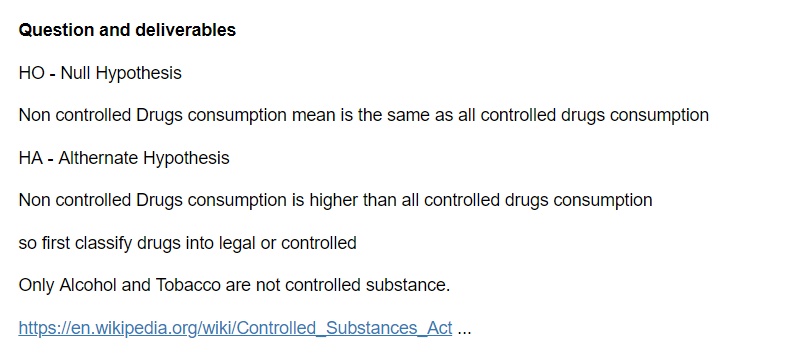 Question and deliverables
HO - Null Hypothesis
Non controlled Drugs consumption mean is the same as all controlled drugs consumption
HA - Althernate Hypothesis
Non controlled Drugs consumption is higher than all controlled drugs consumption
so first classify drugs into legal or controlled
Only Alcohol and Tobacco are not controlled substance.
https://en.wikipedia.org/wiki/Controlled_Substances_Act ...